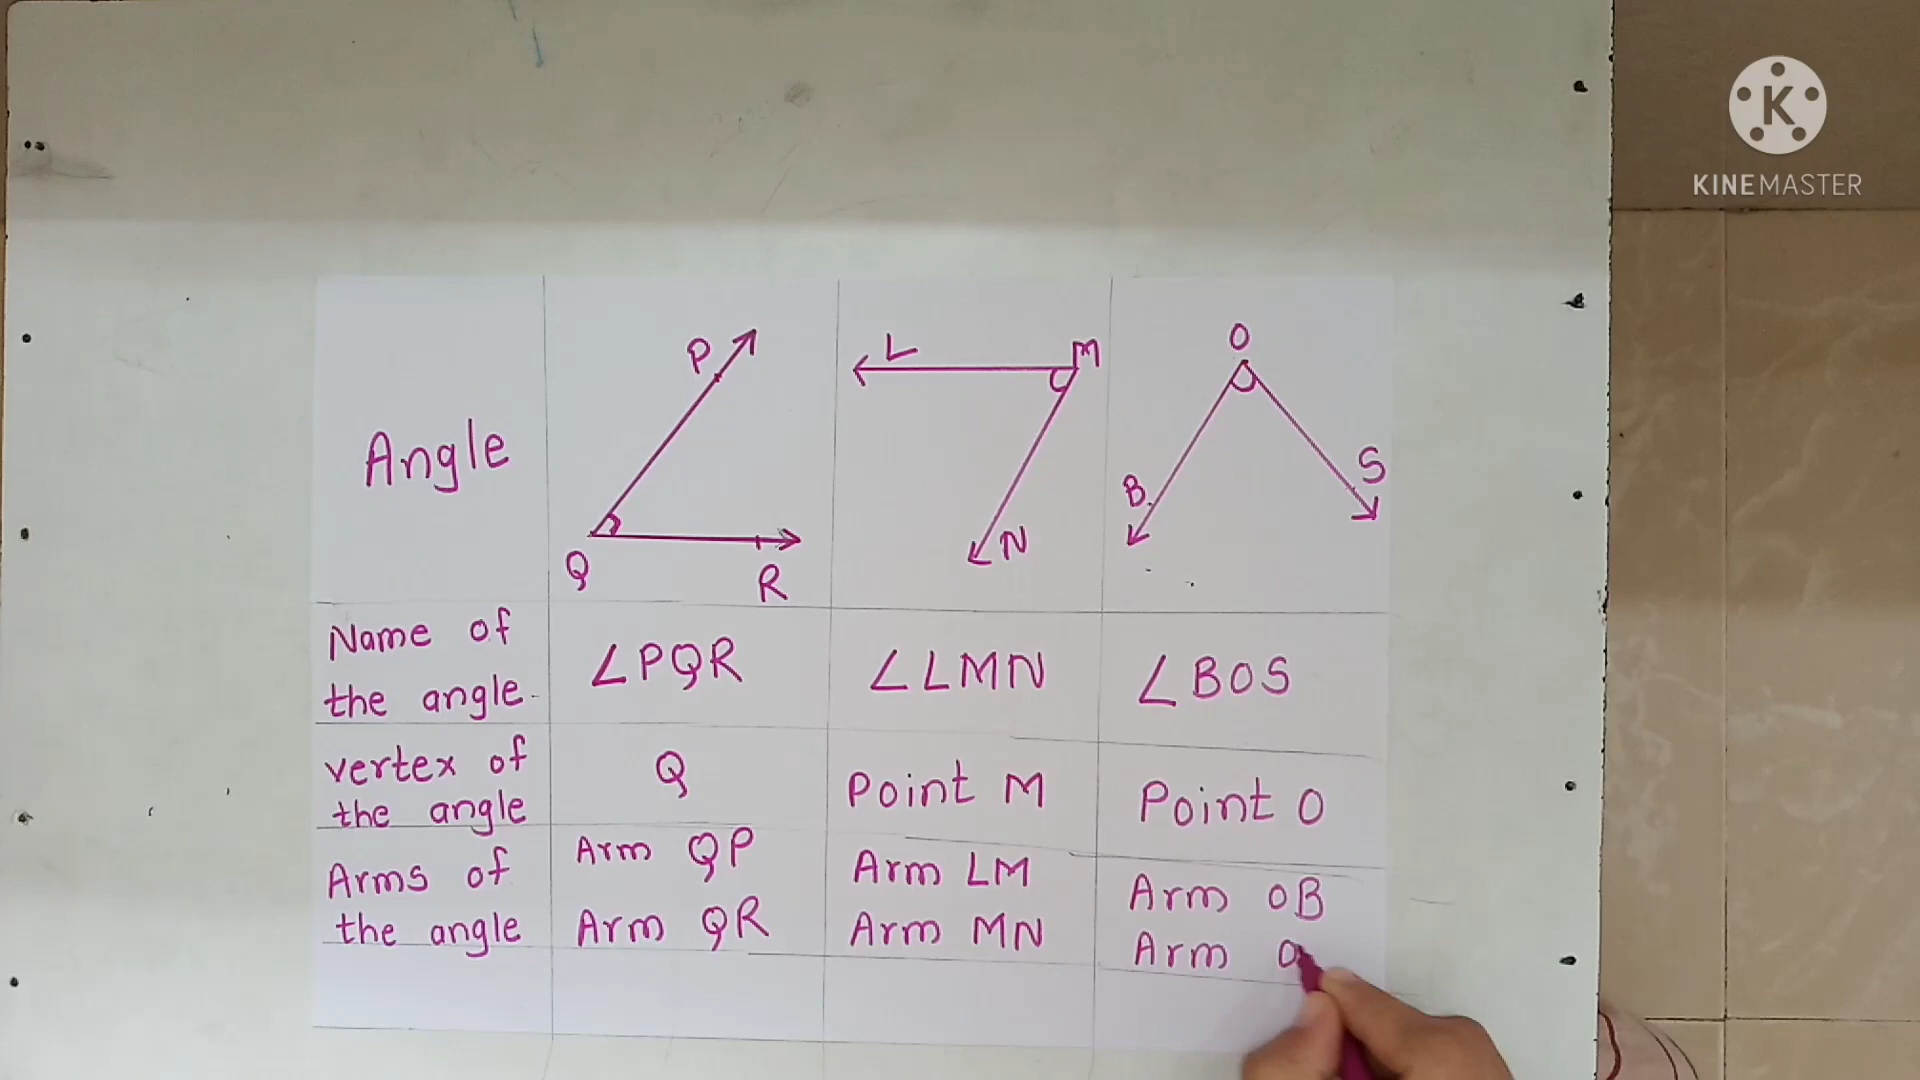 KINEMASTER
Angle
P
Q
R
L
M
N
O
B
S
Name of
the angle
∠PQR
∠LMN
∠BOS
vertex of
the angle
Q
Point M
Point O
Arms of
the angle
Arm QP
Arm QR
Arm LM
Arm MN
Arm OB
Arm O